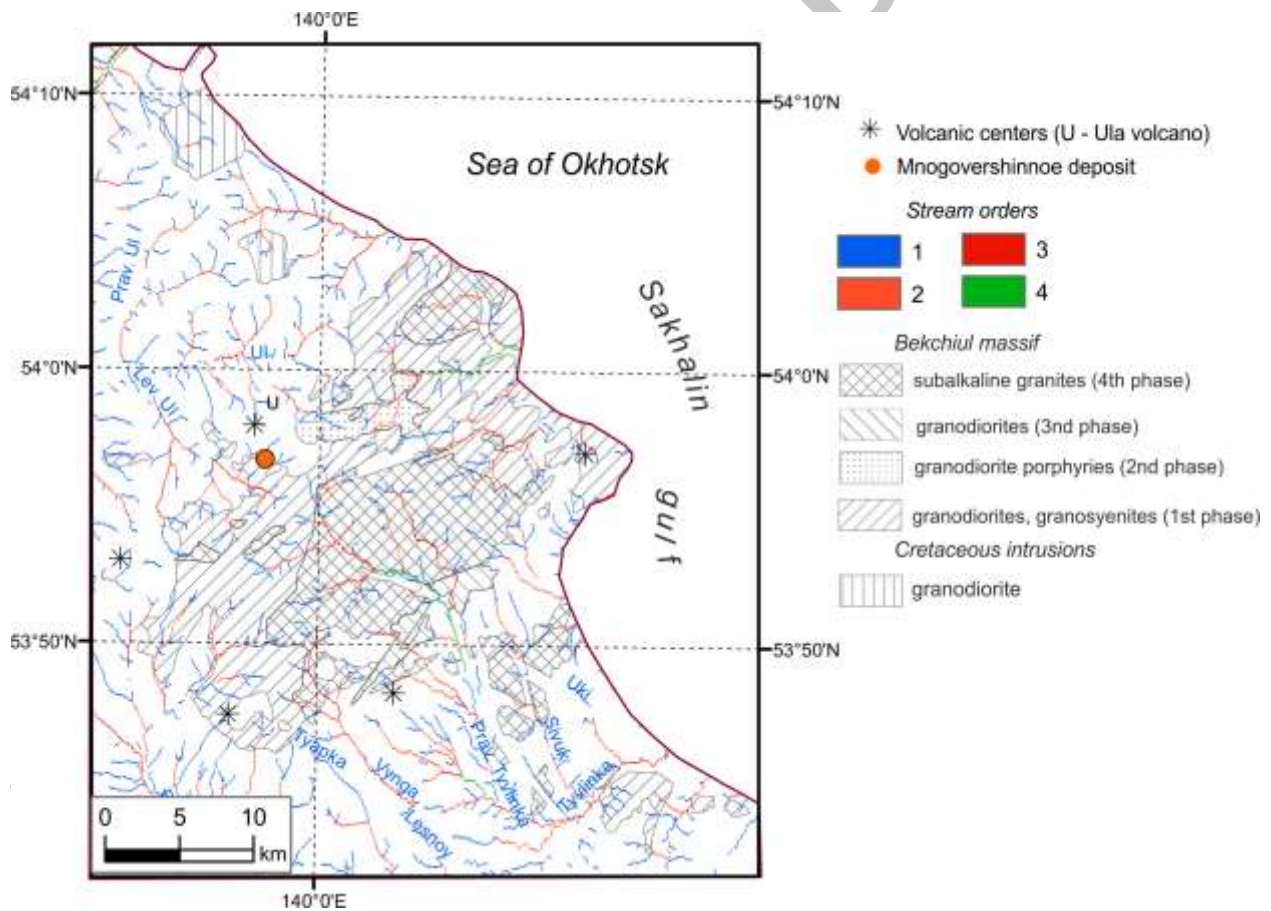 140°0'E
54°10'N
54°10'N
Sea of Okhotsk
Prav. Ul
Sakhalin
Ul.
54°0'N
54°0'N
Lev. Ul
U
gulf
53°50'N
53°50'N
Uki
Sivuk
Tyapka
Prav. Tyvlinka
Vynga
Tyvlinka
Lesnoy
0 5 10
km
140°0'E
Volcanic centers (U - Ula volcano)
Mnogovershinnoe deposit
Stream orders
1
3
2
4
Bekchiul massif
subalkaline granites (4th phase)
granodiorites (3nd phase)
granodiorite porphyries (2nd phase)
granodiorites, granosyenites (1st phase)
Cretaceous intrusions
granodiorite